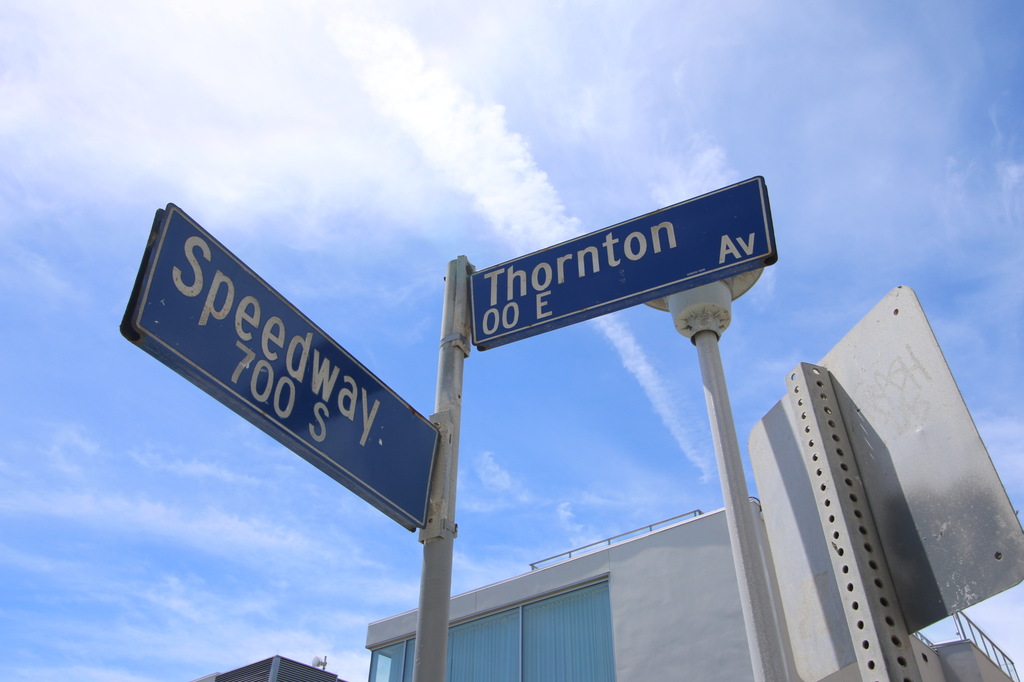 Speedway
700 S
Thornton Av
00 E